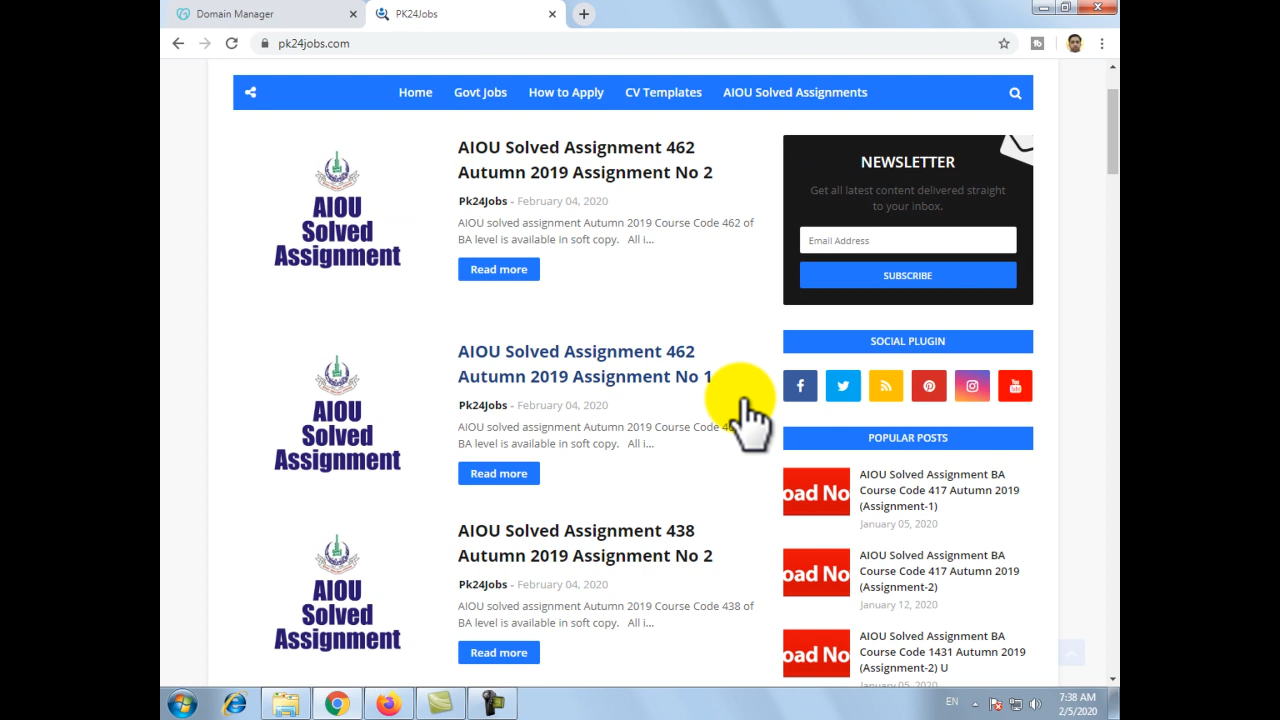 Domain Manager
PK24Jobs
pk24jobs.com
Home Govt Jobs How to Apply CV Templates AIOU Solved Assignments
AIOU
Solved
Assignment
AIOU Solved Assignment 462
Autumn 2019 Assignment No 2
Pk24Jobs - February 04, 2020
AIOU solved assignment Autumn 2019 Course Code 462 of
BA level is available in soft copy. All i...
Read more
AIOU
Solved
Assignment
AIOU Solved Assignment 462
Autumn 2019 Assignment No 1
Pk24Jobs - February 04, 2020
AIOU solved assignment Autumn 2019 Course Code
BA level is available in soft copy. All i...
Read more
AIOU
Solved
Assignment
AIOU Solved Assignment 438
Autumn 2019 Assignment No 2
Pk24Jobs - February 04, 2020
AIOU solved assignment Autumn 2019 Course Code 438 of
BA level is available in soft copy. All i...
Read more
NEWSLETTER
Get all latest content delivered straight
to your inbox.
Email Address
SUBSCRIBE
SOCIAL PLUGIN
You
Tube
POPULAR POSTS
oad No
AIOU Solved Assignment BA
Course Code 417 Autumn 2019
(Assignment-1)
January 05, 2020
oad No
AIOU Solved Assignment BA
Course Code 417 Autumn 2019
(Assignment-2)
January 12, 2020
oad No
AIOU Solved Assignment BA
Course Code 1431 Autumn 2019
(Assignment-2) U
January 05, 2020
EN
7:38 AM
2/5/2020